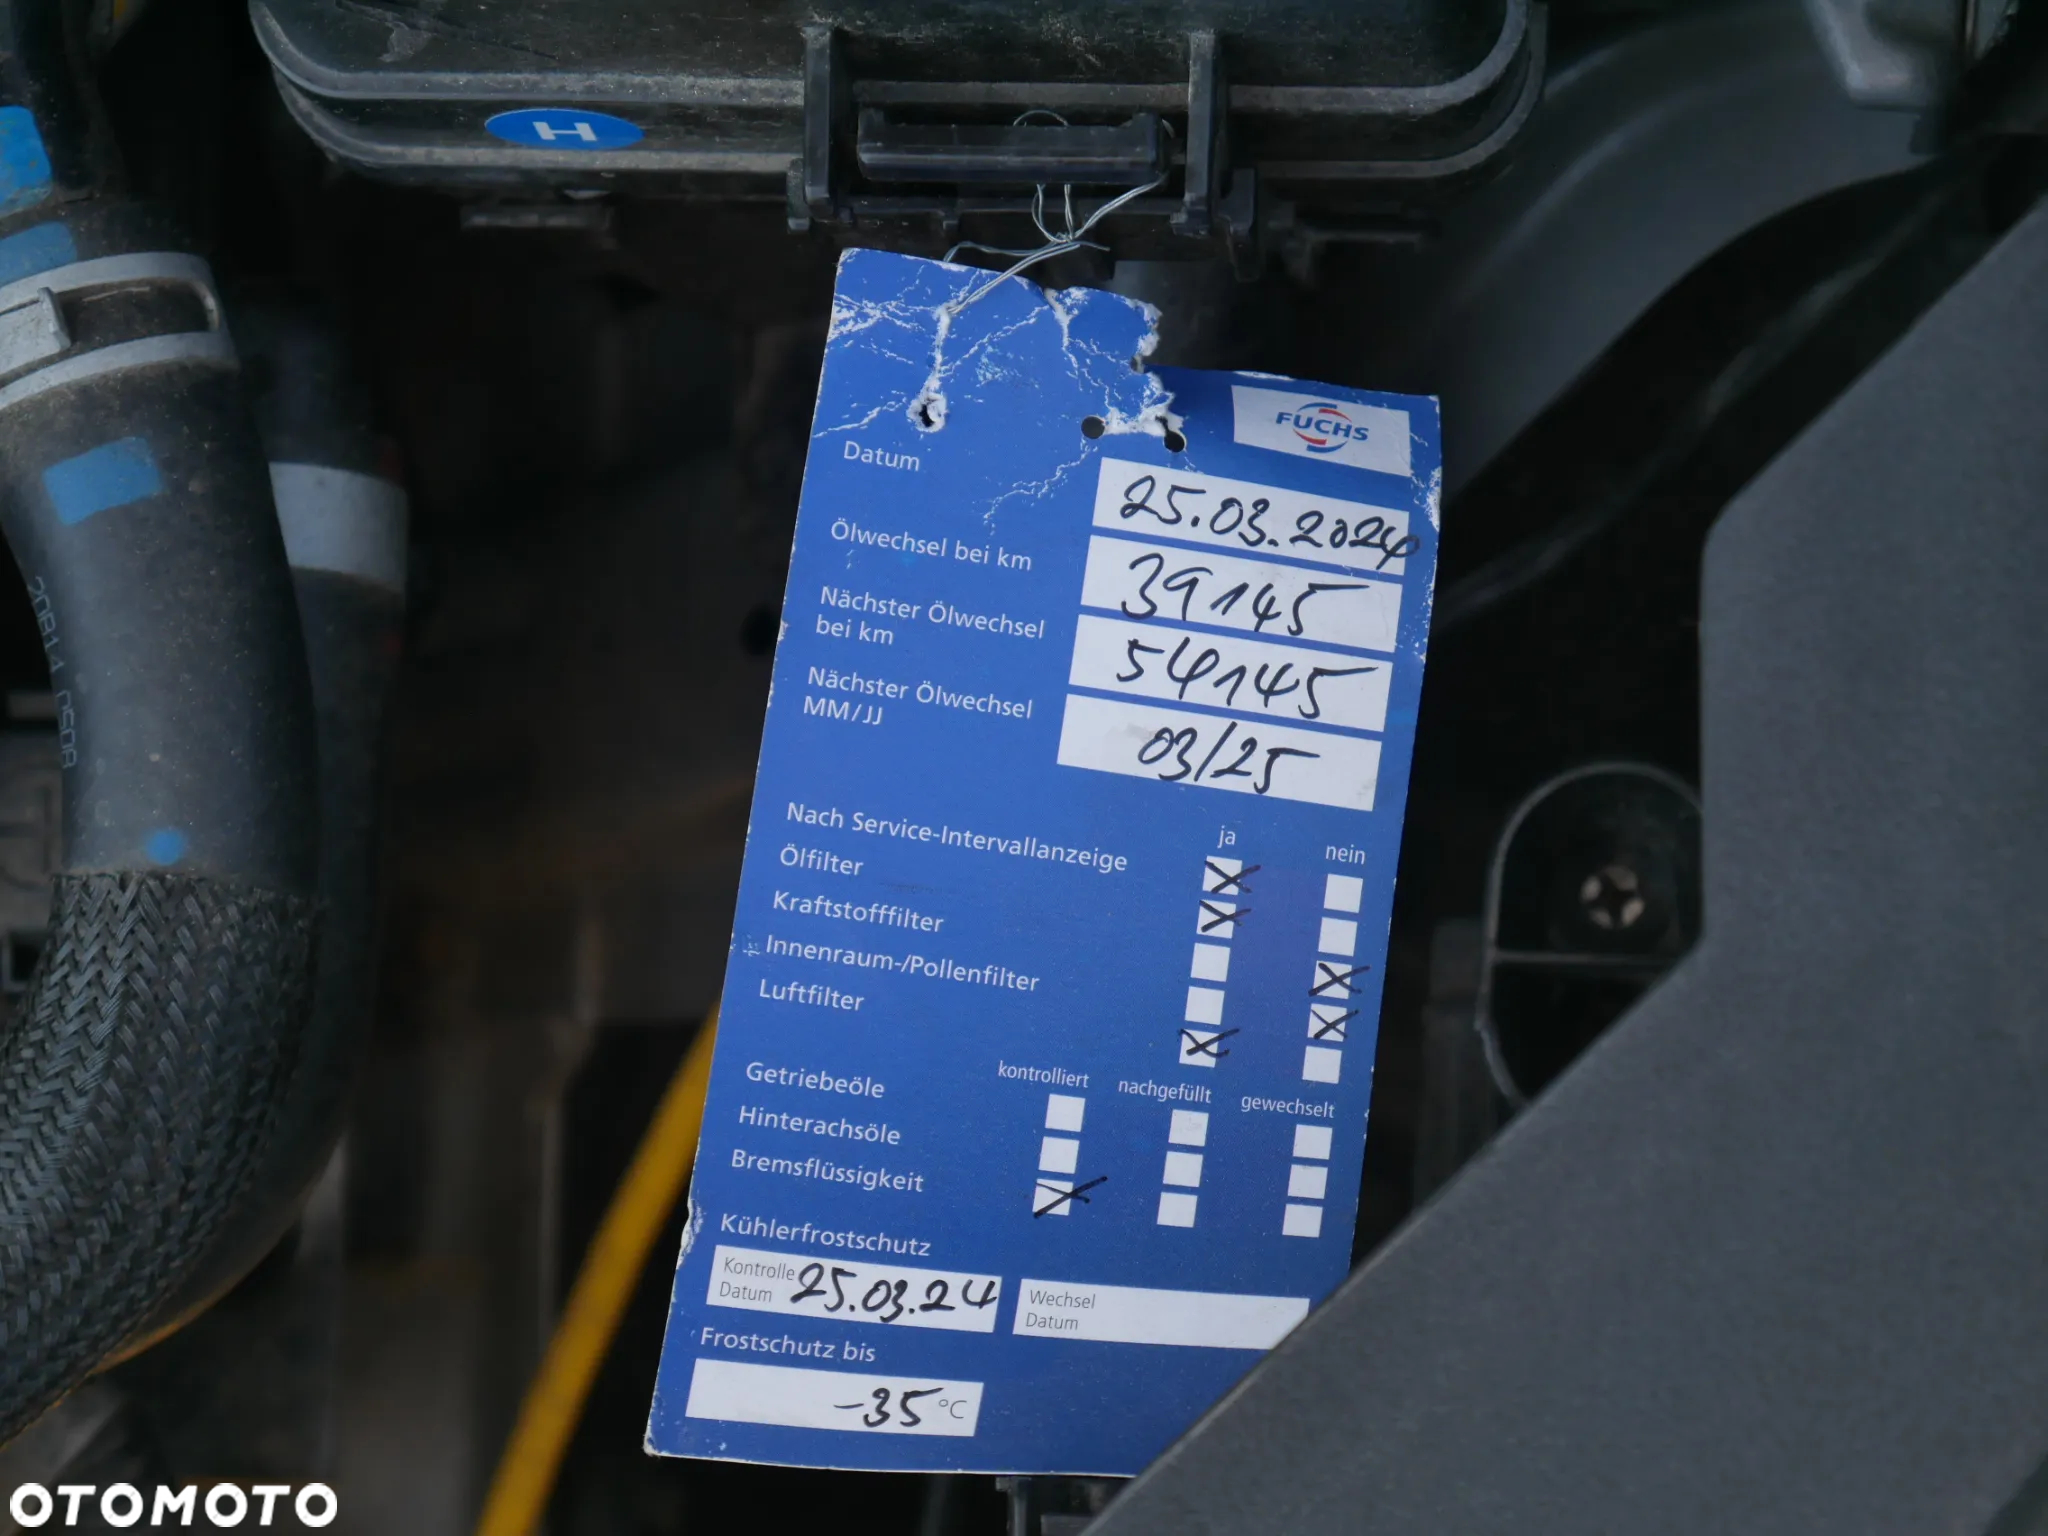 H
FUCHS
Datum
25.03.2024
Ölwechsel bei km
39145
Nächster Ölwechsel
bei km
54145
Nächster Ölwechsel
MM/JJ
03/25
ja
nein
Nach Service-Intervallanzeige
Ölfilter
Kraftstofffilter
Innenraum-/Pollenfilter
Luftfilter
kontrolliert
nachgefüllt
gewechselt
Getriebeöle
Hinterachsöle
Bremsflüssigkeit
Kühlerfrostschutz
Kontrolle
Datum
25.03.24
Wechsel
Datum
Frostschutz bis
-35 °C
OTOMOTO